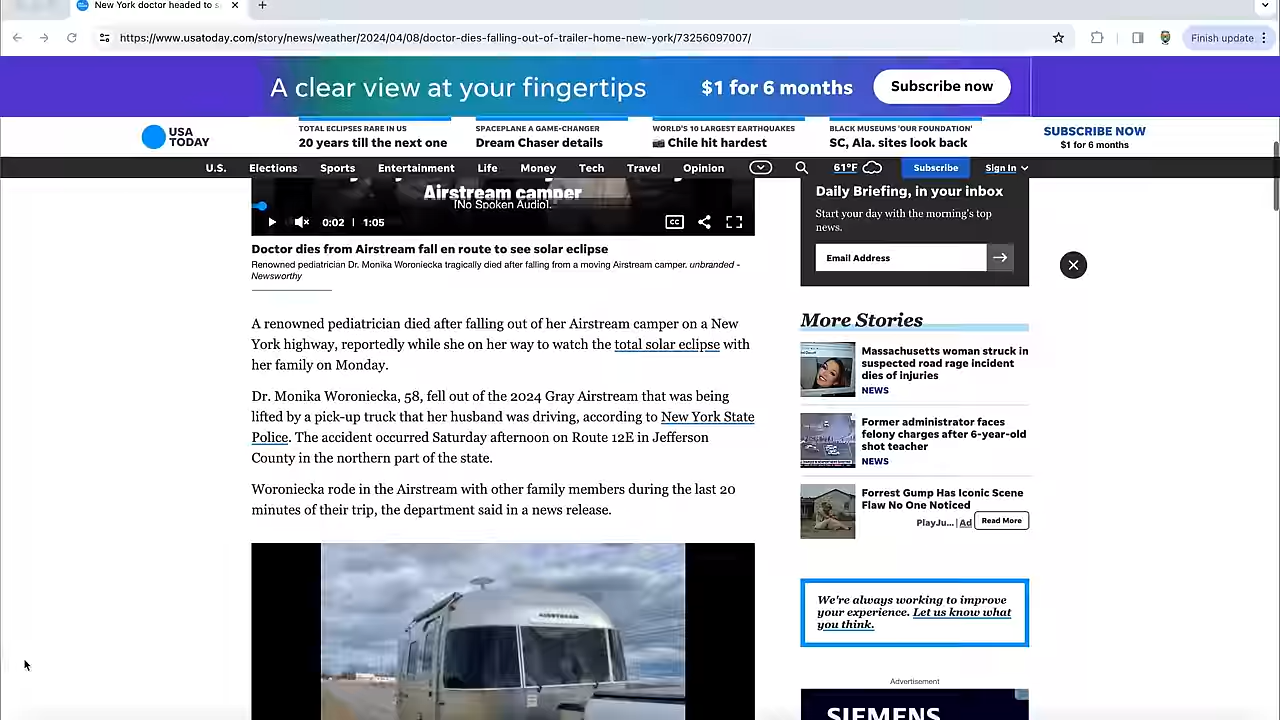 New York doctor headed to s
https://www.usatoday.com/story/news/weather/2024/04/08/doctor-dies-falling-out-of-trailer-home-new-york/73256097007/
Finish update
A clear view at your fingertips
$1 for 6 months
Subscribe now
USA
TODAY
TOTAL ECLIPSES RARE IN US
20 years till the next one
SPACEPLANE A GAME-CHANGER
Dream Chaser details
WORLD'S 10 LARGEST EARTHQUAKES
Chile hit hardest
BLACK MUSEUMS 'OUR FOUNDATION'
SC, Ala. sites look back
SUBSCRIBE NOW
$1 for 6 months
U.S. Elections Sports Entertainment Life Money Tech Travel Opinion 61°F Subscribe Sign In
Airstream camper
[No Spoken Audio].
0:02 | 1:05
CC
Doctor dies from Airstream fall en route to see solar eclipse
Renowned pediatrician Dr. Monika Woroniecka tragically died after falling from a moving Airstream camper. unbranded -
Newsworthy
A renowned pediatrician died after falling out of her Airstream camper on a New
York highway, reportedly while she on her way to watch the total solar eclipse with
her family on Monday.
Dr. Monika Woroniecka, 58, fell out of the 2024 Gray Airstream that was being
lifted by a pick-up truck that her husband was driving, according to New York State
Police. The accident occurred Saturday afternoon on Route 12E in Jefferson
County in the northern part of the state.
Woroniecka rode in the Airstream with other family members during the last 20
minutes of their trip, the department said in a news release.
AIRSTREAM
Daily Briefing, in your inbox
Start your day with the morning's top
news.
Email Address
More Stories
Massachusetts woman struck in
suspected road rage incident
dies of injuries
NEWS
Former administrator faces
felony charges after 6-year-old
shot teacher
NEWS
Forrest Gump Has Iconic Scene
Flaw No One Noticed
PlayJu... | Ad Read More
We're always working to improve
your experience. Let us know what
you think.
Advertisement
SIEMENS